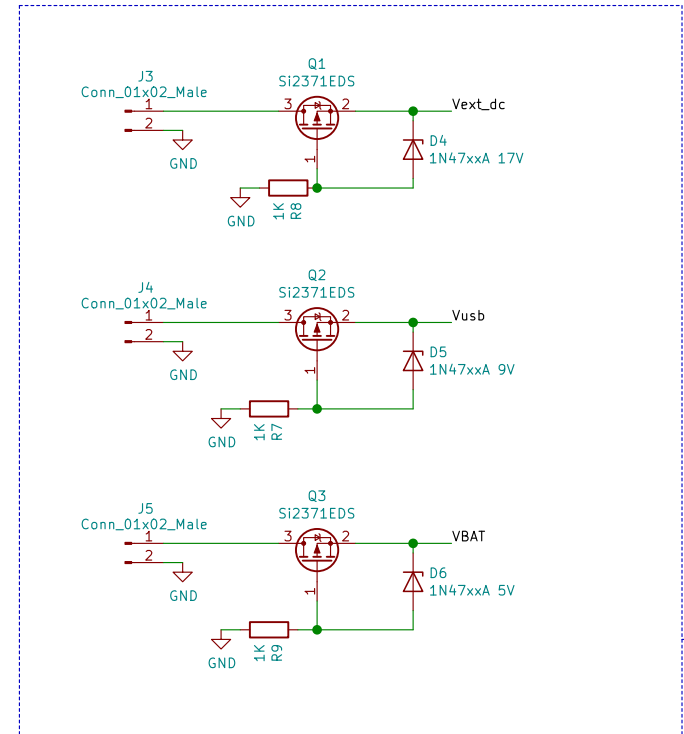 Q1
Si2371EDS
J3
Conn_01x02_Male
1
3
2
Vext_dc
2
GND
D4
1N47xxA 17V
1
GND
1K
R8
Q2
Si2371EDS
J4
Conn_01x02_Male
1
3
2
Vusb
2
GND
D5
1N47xxA 9V
1
GND
1K
R7
Q3
Si2371EDS
J5
Conn_01x02_Male
1
3
2
VBAT
2
GND
D6
1N47xxA 5V
1
GND
1K
R9